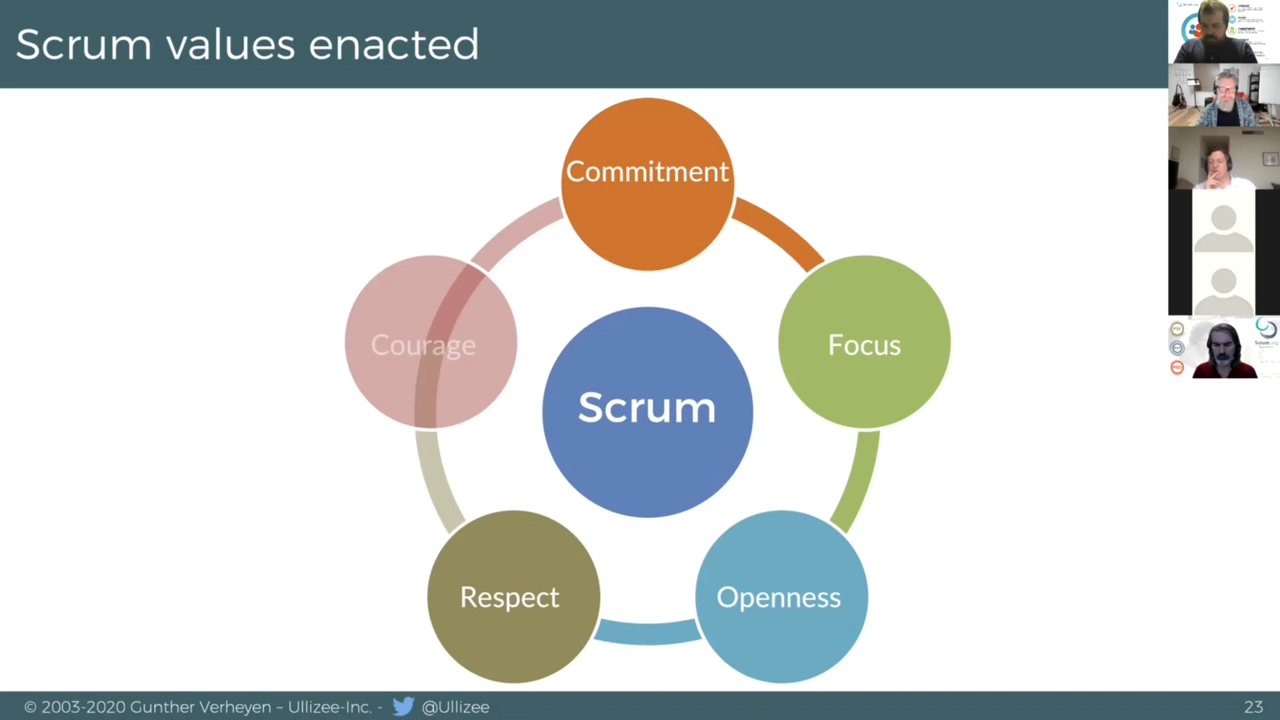 Scrum values enacted
Commitment
Courage
Focus
Scrum
Respect
Openness
© 2003-2020 Gunther Verheyen – Ullizee-Inc. - @Ullizee
23